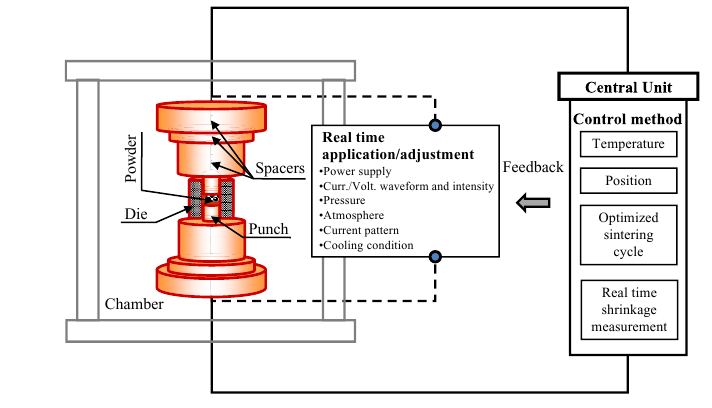 Powder
Die
Spacers
Punch
Chamber
Real time
application/adjustment
•Power supply
•Curr./Volt. waveform and intensity
•Pressure
•Atmosphere
•Current pattern
•Cooling condition
Feedback
Central Unit
Control method
Temperature
Position
Optimized
sintering
cycle
Real time
shrinkage
measurement